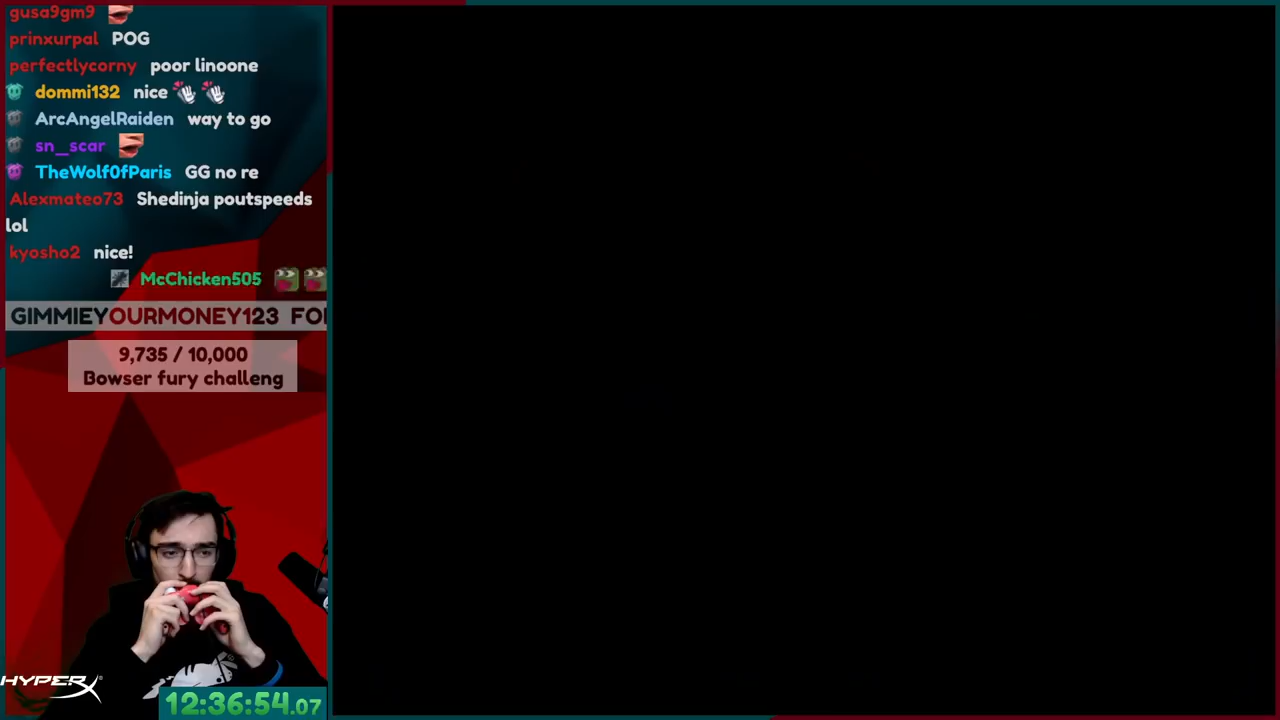 gusa9gm9
prinxurpal POG
perfectlycorny poor linoone
dommi132 nice
ArcAngelRaiden way to go
sn_scar
TheWolf0fParis GG no re
Alexmateo73 Shedinja poutspeeds
lol
kyosho2 nice!
McChicken505
GIMMIEYOURMONEY123 FO
9,735 / 10,000
Bowser fury challeng
HYPERX
12:36:54.07